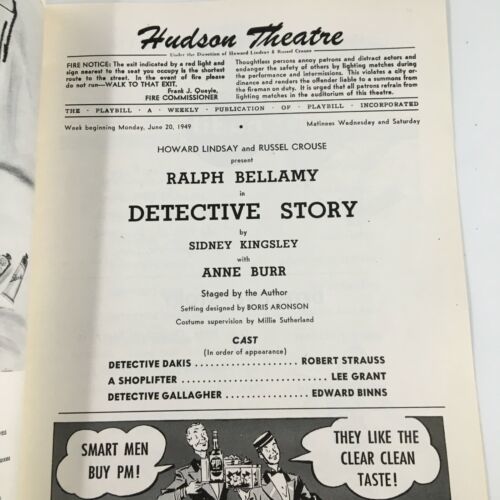 Hudson Theatre
Under the Direction of Howard Lindsay & Russel Crouse
FIRE NOTICE: The exit indicated by a red light and
sign nearest to the seat you occupy is the shortest
route to the street. In the event of fire please
do not run—WALK TO THAT EXIT.
Frank J. Quayle,
FIRE COMMISSIONER
Thoughtless persons annoy patrons and distract actors and
endanger the safety of others by lighting matches during
the performance and intermissions. This violates a city or-
dinance and renders the offender liable to a summons from
the fireman on duty. It is urged that all patrons refrain from
lighting matches in the auditorium of this theatre.
THE · PLAYBILL · A · WEEKLY · PUBLICATION · OF · PLAYBILL · INCORPORATED
Week beginning Monday, June 20, 1949
Matinees Wednesday and Saturday
HOWARD LINDSAY and RUSSEL CROUSE
present
RALPH BELLAMY
in
DETECTIVE STORY
by
SIDNEY KINGSLEY
with
ANNE BURR
Staged by the Author
Setting designed by BORIS ARONSON
Costume supervision by Millie Sutherland
CAST
(In order of appearance)
DETECTIVE DAKIS ................ ROBERT STRAUSS
A SHOPLIFTER ........................ LEE GRANT
DETECTIVE GALLAGHER ............... EDWARD BINNS
SMART MEN
BUY PM!
THEY LIKE THE
CLEAR CLEAN
TASTE!